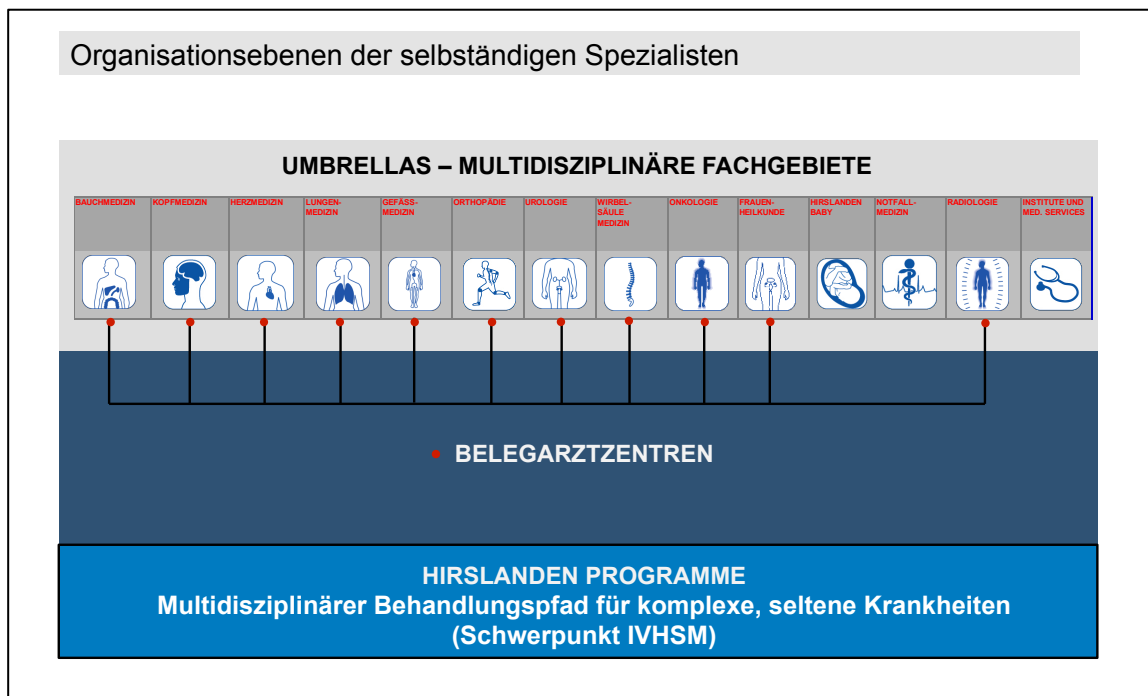 Organisationsebenen der selbständigen Spezialisten
UMBRELLAS – MULTIDISZIPLINÄRE FACHGEBIETE
BAUCHMEDIZIN
KOPFMEDIZIN
HERZMEDIZIN
LUNGEN-
MEDIZIN
GEFÄSS-
MEDIZIN
ORTHOPÄDIE
UROLOGIE
WIRBEL-
SÄULE
MEDIZIN
ONKOLOGIE
FRAUEN-
HEILKUNDE
HIRSLANDEN
BABY
NOTFALL-
MEDIZIN
RADIOLOGIE
INSTITUTE UND
MED. SERVICES
• BELEGARZTZENTREN
HIRSLANDEN PROGRAMME
Multidisziplinärer Behandlungspfad für komplexe, seltene Krankheiten
(Schwerpunkt IVHSM)